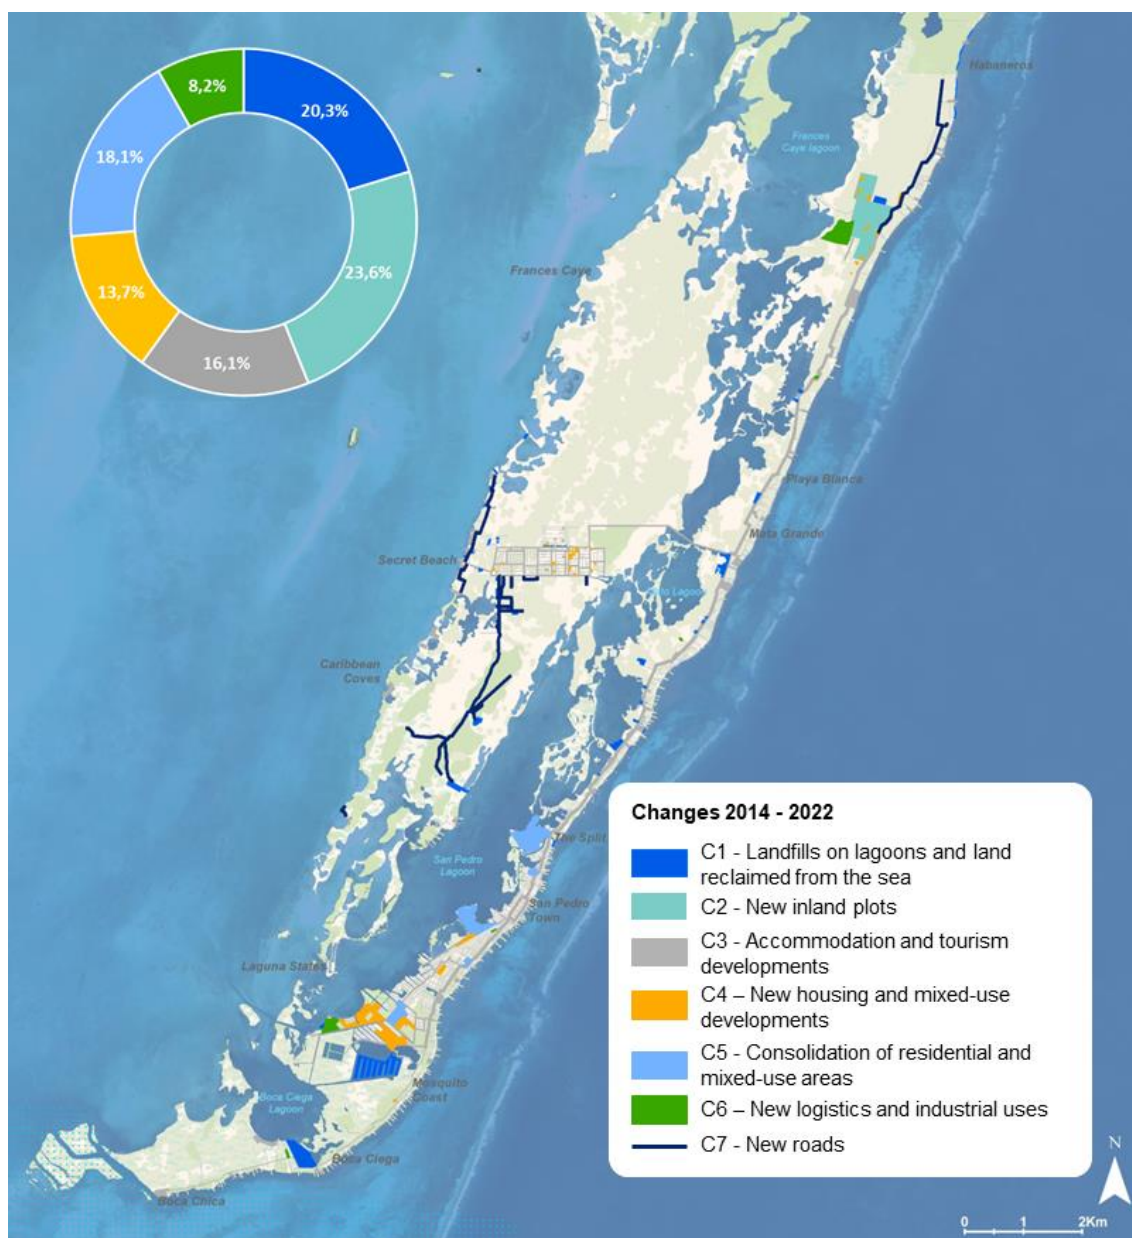 Habaneros
8,2%
20,3%
Frances
Caye lagoon
18,1%
Frances Caye
23,6%
13,7%
16,1%
Playa Blanca
Mata Grande
Secret Beach
Caribbean
Coves
The Split
San Pedro
Lagoon
San Pedro
Town
Laguna States
Mosquito
Coast
Boca Ciega
Lagoon
Boca Ciega
Boca Chica
Changes 2014 - 2022
C1 - Landfills on lagoons and land
reclaimed from the sea
C2 - New inland plots
C3 - Accommodation and tourism
developments
C4 – New housing and mixed-use
developments
C5 - Consolidation of residential and
mixed-use areas
C6 – New logistics and industrial uses
C7 - New roads
N
0 1 2Km